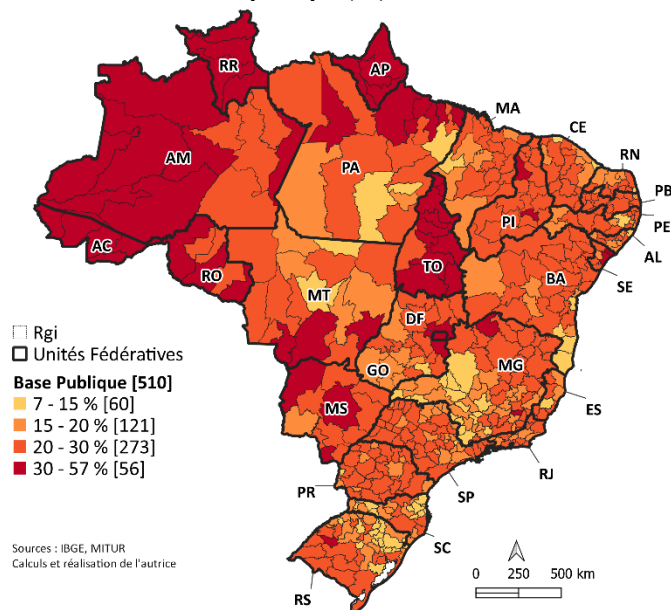 RR
AP
MA
CE
RN
PB
PE
AL
SE
AM
PA
PI
AC
RO
TO
BA
MT
DF
GO
MG
ES
MS
RJ
SP
PR
SC
RS
Rgi
Unités Fédératives
Base Publique [510]
7 - 15 % [60]
15 - 20 % [121]
20 - 30 % [273]
30 - 57 % [56]
Sources : IBGE, MITUR
Calculs et réalisation de l'autrice
0 250 500 km